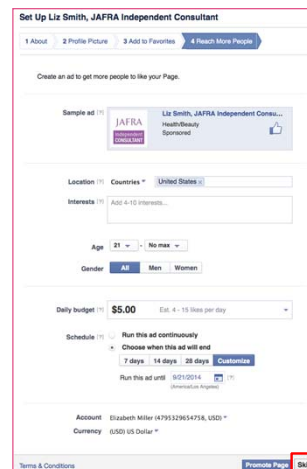 Set Up Liz Smith, JAFRA Independent Consultant
1 About 2 Profile Picture 3 Add to Favorites 4 Reach More People
Create an ad to get more people to like your Page.
Sample ad [?]
JAFRA
independent
CONSULTANT
Liz Smith, JAFRA Independent Consu...
Health/Beauty
Sponsored
Location [?] Countries United States x
Interests [?] Add 4-10 interests...
Age 21 - No max
Gender All Men Women
Daily budget [?] $5.00 Est. 4 - 15 likes per day
Schedule [?] Run this ad continuously
Choose when this ad will end
7 days 14 days 28 days Customize
Run this ad until 9/21/2014 [?]
(America/Los Angeles)
Account Elizabeth Miller (4795329654758, USD)
Currency (USD) US Dollar
Terms & Conditions Promote Page Ski